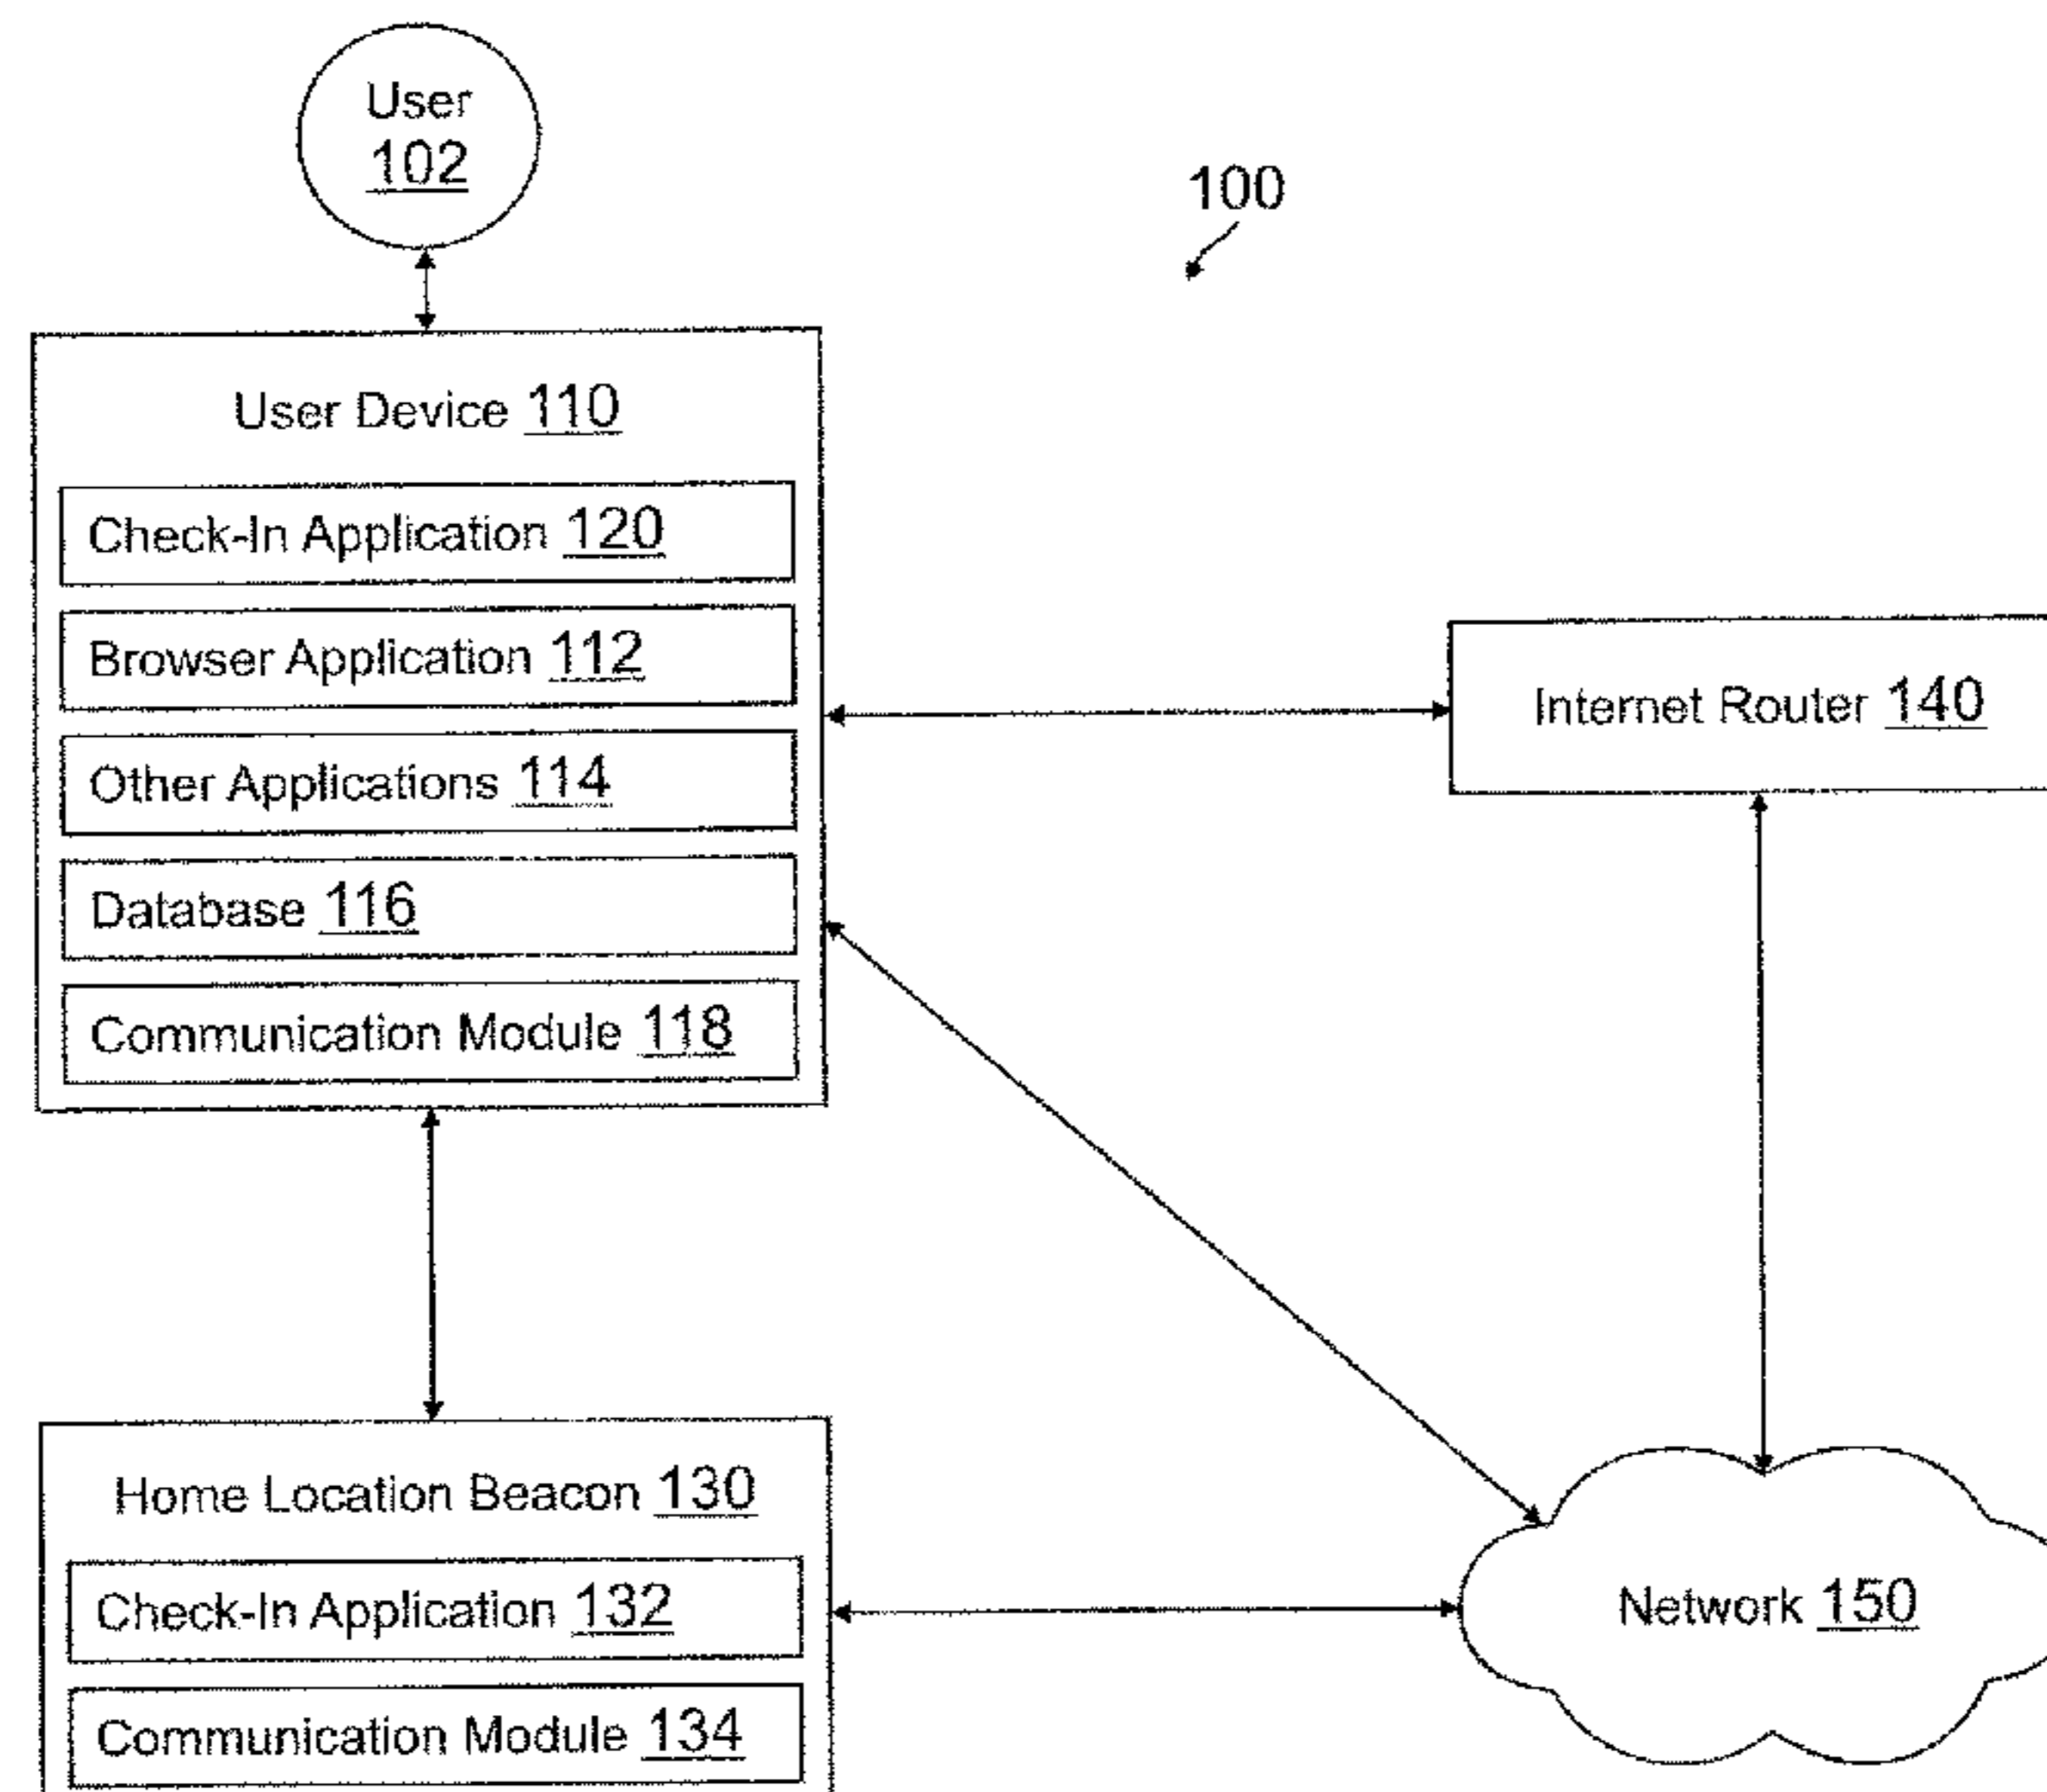 User
102
100
User Device 110
Check-In Application 120
Browser Application 112
Internet Router 140
Other Applications 114
Database 116
Communication Module 118
Home Location Beacon 130
Check-In Application 132
Network 150
Communication Module 134